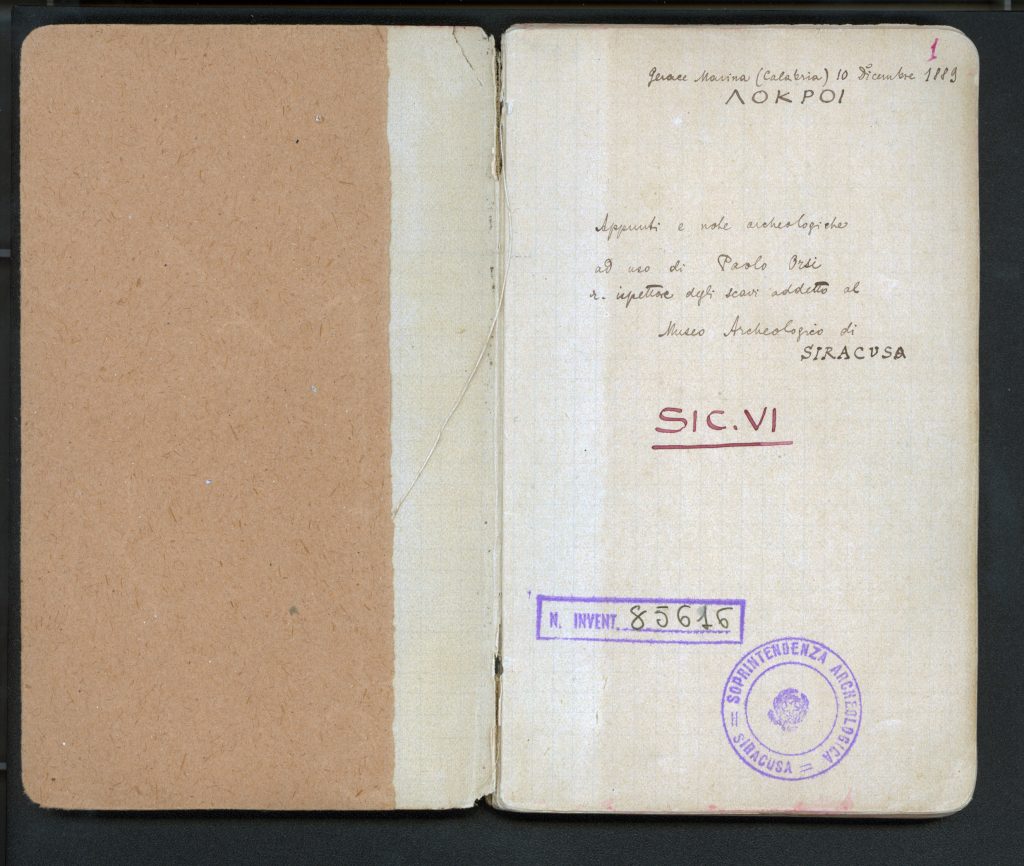 1
Gerace Marina (Calabria) 10 Dicembre 1889
ΛΟΚΡΟΙ
Appunti e note archeologiche
ad uso di Paolo Orsi
r. ispettore degli scavi addetto al
Museo Archeologico di
SIRACUSA
SIC. VI
N. INVENT. 85616
SOPRINTENDENZA ARCHEOLOGICA
= SIRACUSA =